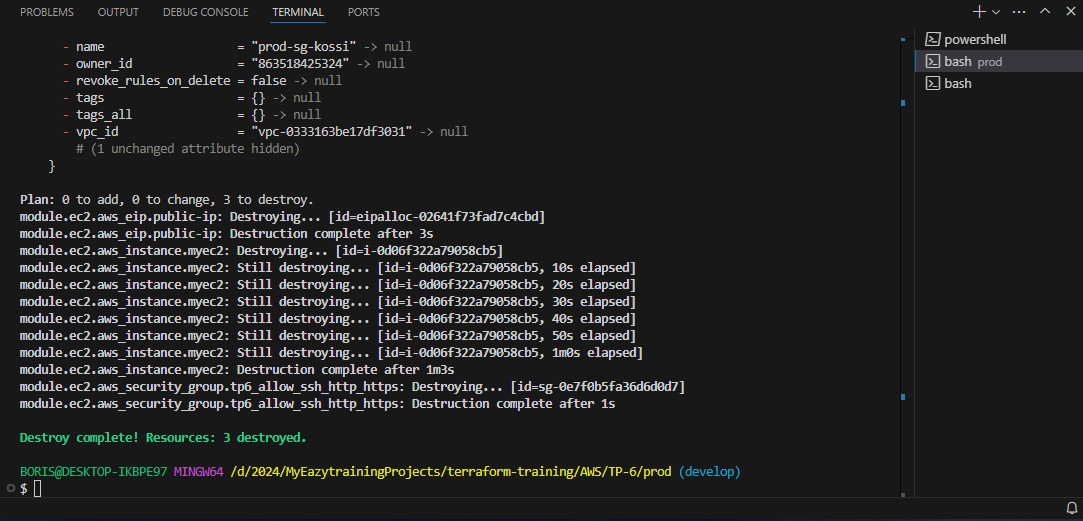 PROBLEMS OUTPUT DEBUG CONSOLE TERMINAL PORTS
powershell
bash prod
bash
- name = "prod-sg-kossi" -> null
- owner_id = "863518425324" -> null
- revoke_rules_on_delete = false -> null
- tags = {} -> null
- tags_all = {} -> null
- vpc_id = "vpc-0333163be17df3031" -> null
# (1 unchanged attribute hidden)
}
Plan: 0 to add, 0 to change, 3 to destroy.
module.ec2.aws_eip.public-ip: Destroying... [id=eipalloc-02641f73fad7c4cbd]
module.ec2.aws_eip.public-ip: Destruction complete after 3s
module.ec2.aws_instance.myec2: Destroying... [id=i-0d06f322a79058cb5]
module.ec2.aws_instance.myec2: Still destroying... [id=i-0d06f322a79058cb5, 10s elapsed]
module.ec2.aws_instance.myec2: Still destroying... [id=i-0d06f322a79058cb5, 20s elapsed]
module.ec2.aws_instance.myec2: Still destroying... [id=i-0d06f322a79058cb5, 30s elapsed]
module.ec2.aws_instance.myec2: Still destroying... [id=i-0d06f322a79058cb5, 40s elapsed]
module.ec2.aws_instance.myec2: Still destroying... [id=i-0d06f322a79058cb5, 50s elapsed]
module.ec2.aws_instance.myec2: Still destroying... [id=i-0d06f322a79058cb5, 1m0s elapsed]
module.ec2.aws_instance.myec2: Destruction complete after 1m3s
module.ec2.aws_security_group.tp6_allow_ssh_http_https: Destroying... [id=sg-0e7f0b5fa36d6d0d7]
module.ec2.aws_security_group.tp6_allow_ssh_http_https: Destruction complete after 1s
Destroy complete! Resources: 3 destroyed.
BORIS@DESKTOP-IKBPE97 MINGW64 /d/2024/MyEazytrainingProjects/terraform-training/AWS/TP-6/prod (develop)
$